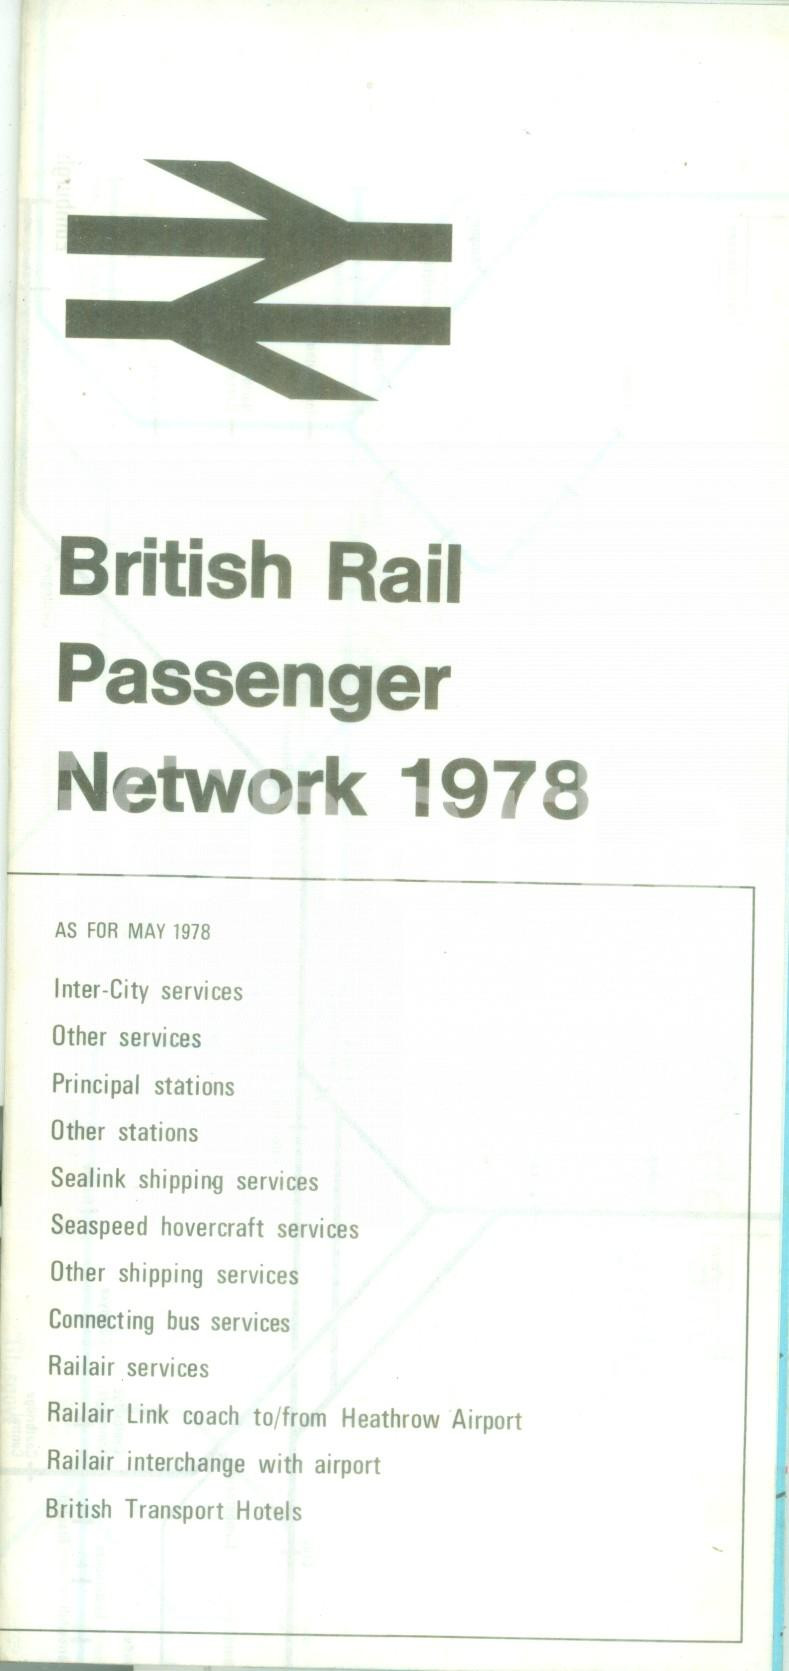 British Rail
Passenger
Network 1978
AS FOR MAY 1978
Inter-City services
Other services
Principal stations
Other stations
Sealink shipping services
Seaspeed hovercraft services
Other shipping services
Connecting bus services
Railair services
Railair Link coach to/from Heathrow Airport
Railair interchange with airport
British Transport Hotels